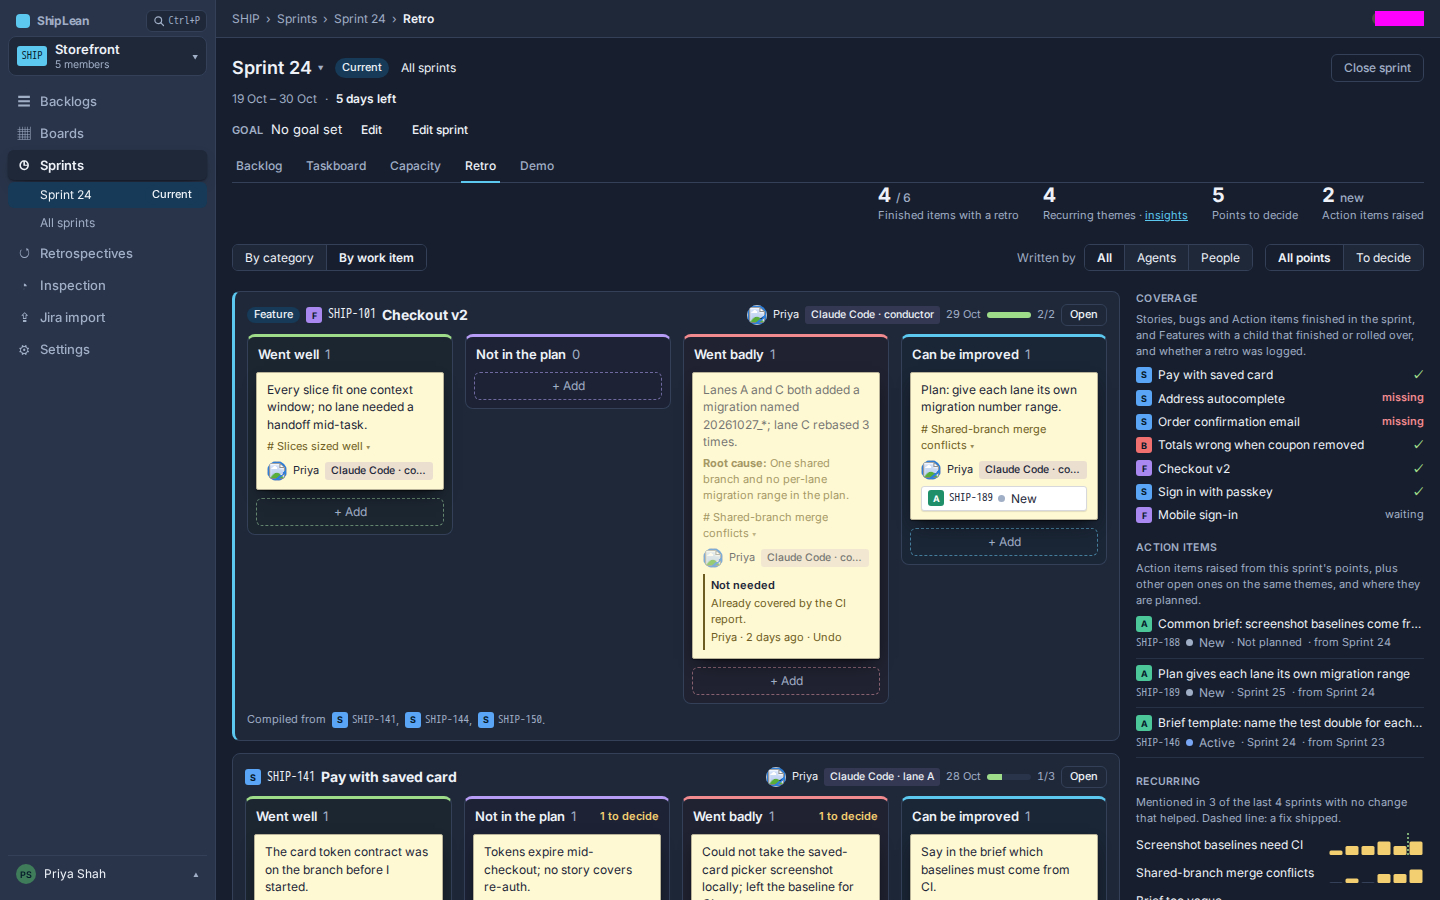 ShipLean
Ctrl+P
SHIP
Storefront
5 members
Backlogs
Boards
Sprints
Sprint 24 Current
All sprints
Retrospectives
Inspection
Jira import
Settings
PS Priya Shah
SHIP › Sprints › Sprint 24 › Retro
Sprint 24 Current All sprints
Close sprint
19 Oct – 30 Oct · 5 days left
GOAL No goal set Edit Edit sprint
Backlog Taskboard Capacity Retro Demo
4 / 6
Finished items with a retro
4
Recurring themes · insights
5
Points to decide
2 new
Action items raised
By category By work item
Written by All Agents People
All points To decide
Feature F SHIP-101 Checkout v2
Priya Claude Code · conductor 29 Oct 2/2 Open
Went well 1
Every slice fit one context
window; no lane needed a
handoff mid-task.
# Slices sized well
Priya Claude Code · co...
+ Add
Not in the plan 0
+ Add
Went badly 1
Lanes A and C both added a
migration named
20261027_*; lane C rebased 3
times.
Root cause: One shared
branch and no per-lane
migration range in the plan.
# Shared-branch merge
conflicts
Priya Claude Code · co...
Not needed
Already covered by the CI
report.
Priya · 2 days ago · Undo
+ Add
Can be improved 1
Plan: give each lane its own
migration number range.
# Shared-branch merge
conflicts
Priya Claude Code · co...
A SHIP-189 New
+ Add
Compiled from S SHIP-141, S SHIP-144, S SHIP-150.
S SHIP-141 Pay with saved card
Priya Claude Code · lane A 28 Oct 1/3 Open
Went well 1
The card token contract was
on the branch before I
started.
Not in the plan 1 1 to decide
Tokens expire mid-
checkout; no story covers
re-auth.
Went badly 1 1 to decide
Could not take the saved-
card picker screenshot
locally; left the baseline for
Can be improved 1
Say in the brief which
baselines must come from
CI.
COVERAGE
Stories, bugs and Action items finished in the sprint,
and Features with a child that finished or rolled over,
and whether a retro was logged.
S Pay with saved card ✓
S Address autocomplete missing
S Order confirmation email missing
B Totals wrong when coupon removed ✓
F Checkout v2 ✓
S Sign in with passkey ✓
F Mobile sign-in waiting
ACTION ITEMS
Action items raised from this sprint's points, plus
other open ones on the same themes, and where they
are planned.
A Common brief: screenshot baselines come fr...
SHIP-188 New · Not planned · from Sprint 24
A Plan gives each lane its own migration range
SHIP-189 New · Sprint 25 · from Sprint 24
A Brief template: name the test double for each...
SHIP-146 Active · Sprint 24 · from Sprint 23
RECURRING
Mentioned in 3 of the last 4 sprints with no change
that helped. Dashed line: a fix shipped.
Screenshot baselines need CI
Shared-branch merge conflicts